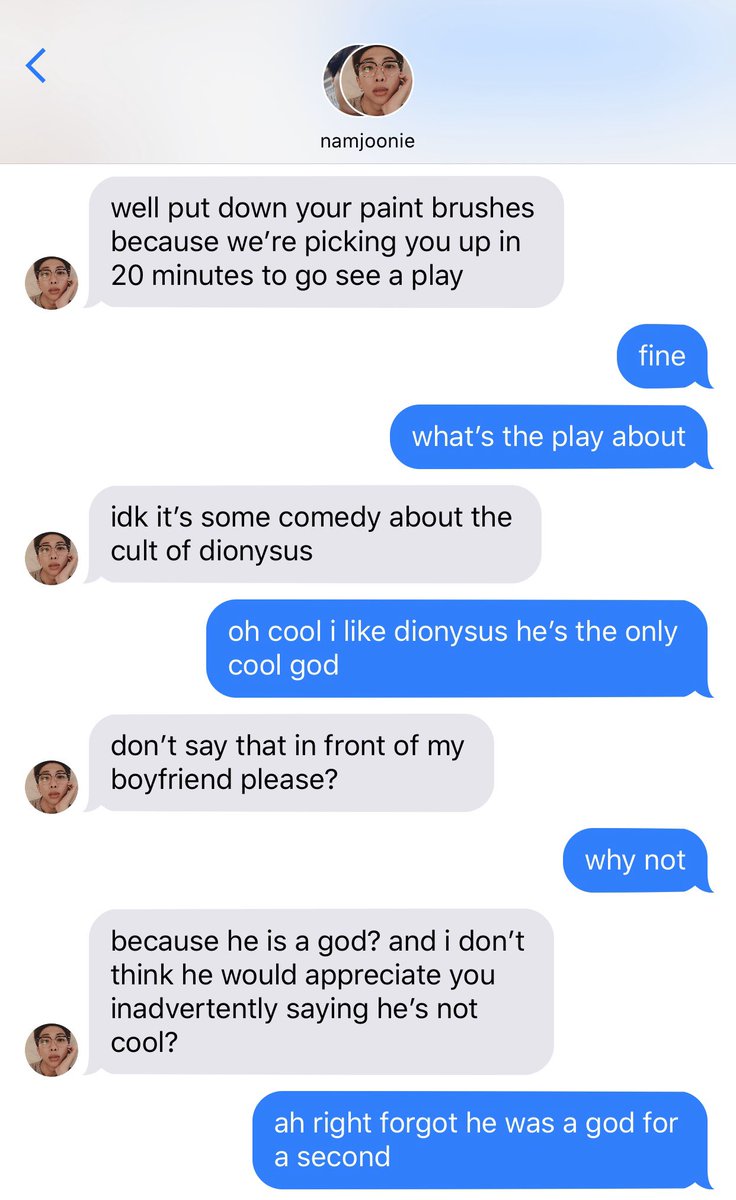 namjoonie
well put down your paint brushes
because we’re picking you up in
20 minutes to go see a play
fine
what’s the play about
idk it’s some comedy about the
cult of dionysus
oh cool i like dionysus he’s the only
cool god
don’t say that in front of my
boyfriend please?
why not
because he is a god? and i don’t
think he would appreciate you
inadvertently saying he’s not
cool?
ah right forgot he was a god for
a second